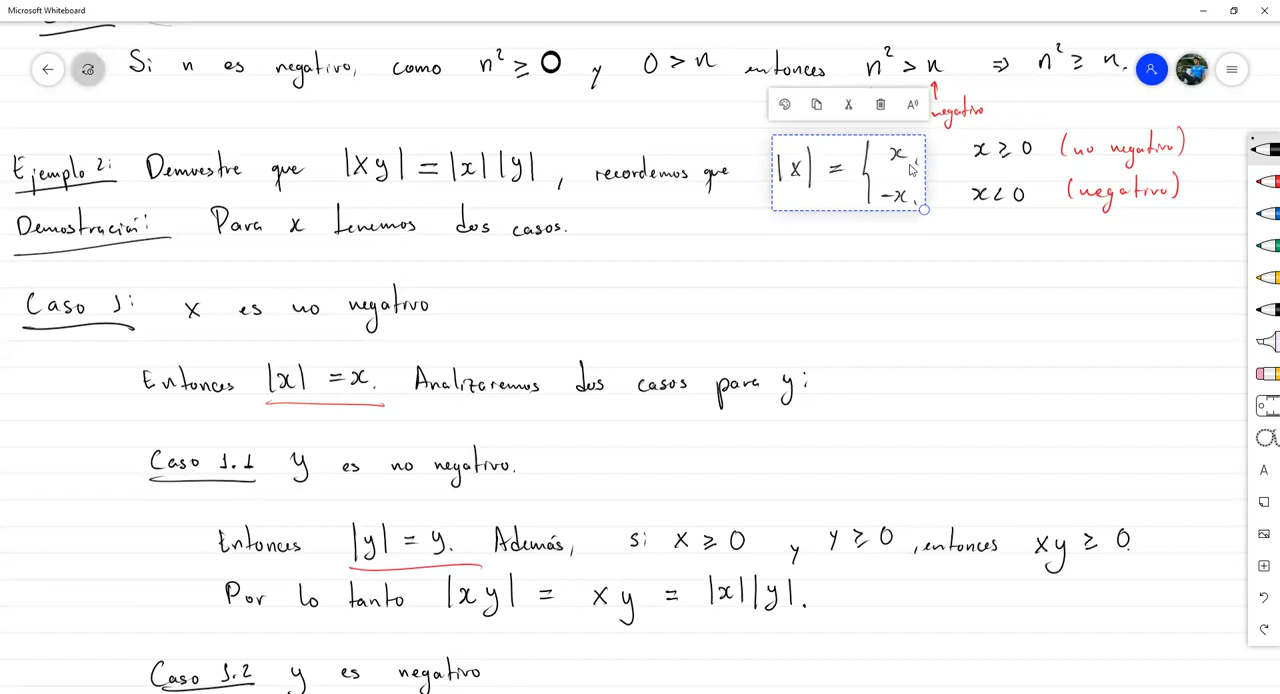 Microsoft Whiteboard
Si n es negativo, como n² ≥ 0 y 0 > n entonces n² > n ⇒ n² ≥ n.
negativo
Ejemplo 2: Demuestre que |xy| = |x||y|, recordemos que |x| = { x, x ≥ 0 (no negativo)
-x, x < 0 (negativo)
Demostración: Para x tenemos dos casos.
Caso 1: x es no negativo
Entonces |x| = x. Analizaremos dos casos para y:
Caso 1.1 y es no negativo.
Entonces |y| = y. Además, si x ≥ 0 y y ≥ 0, entonces xy ≥ 0.
Por lo tanto |xy| = xy = |x||y|.
Caso 1.2 y es negativo